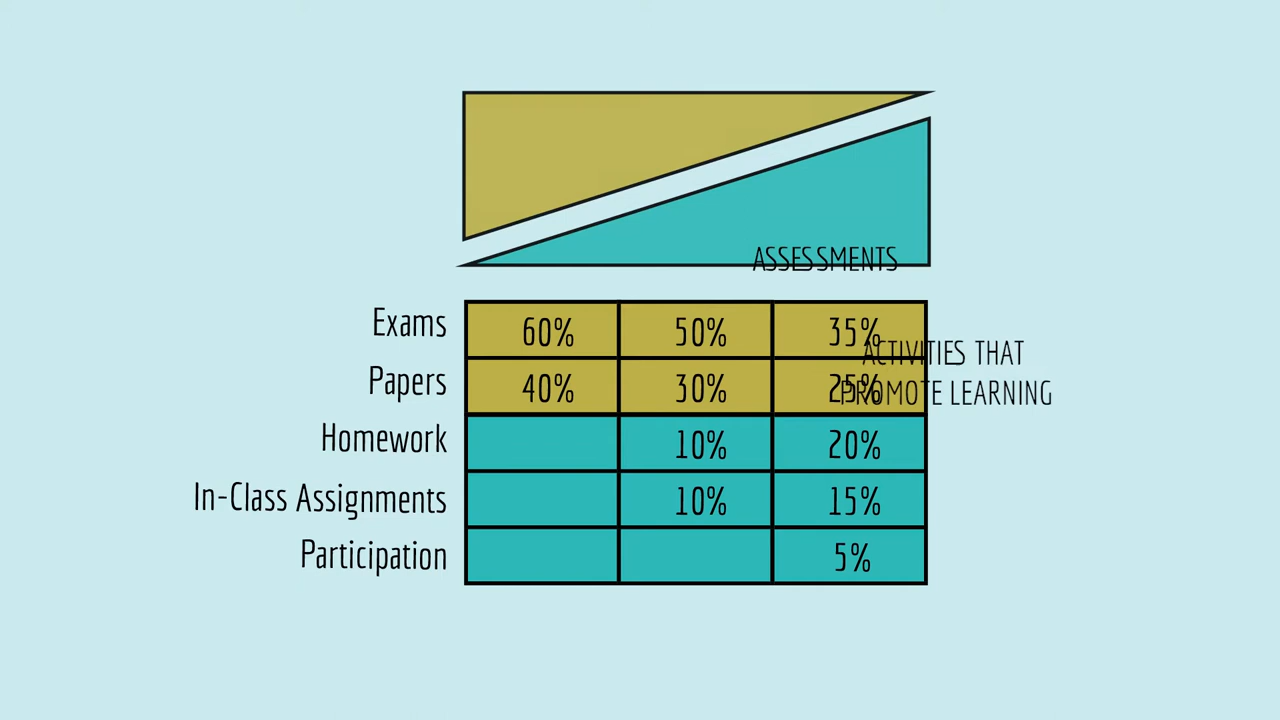 ASSESSMENTS
Exams 60% 50% 35%
ACTIVITIES THAT
Papers 40% 30% 25%
PROMOTE LEARNING
Homework 10% 20%
In-Class Assignments 10% 15%
Participation 5%